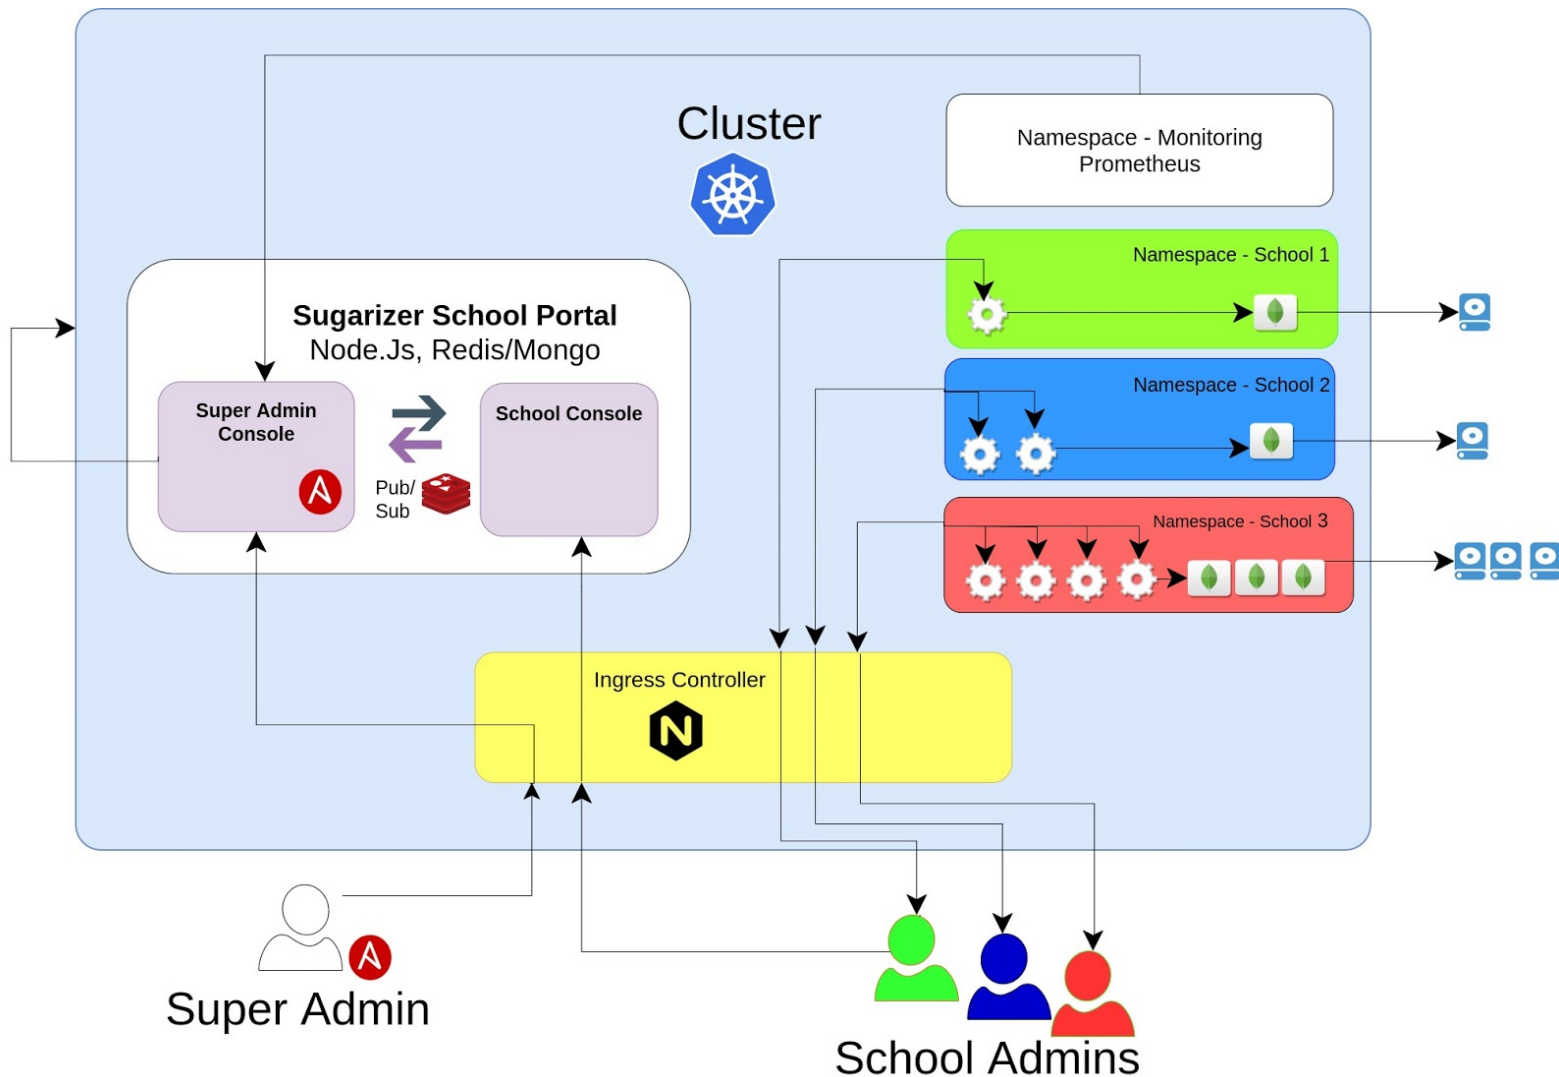 Cluster
Namespace - Monitoring
Prometheus
Namespace - School 1
Sugarizer School Portal
Node.Js, Redis/Mongo
Super Admin
Console
School Console
Pub/
Sub
Namespace - School 2
Namespace - School 3
Ingress Controller
Super Admin
School Admins